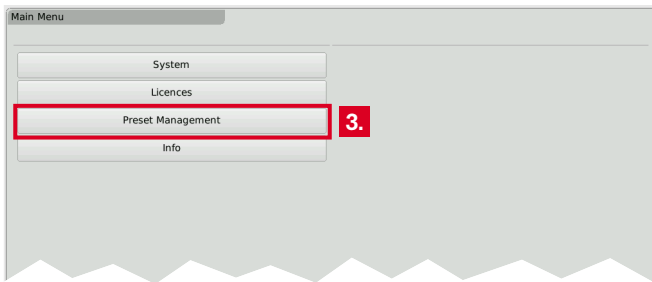 Main Menu
System
Licences
Preset Management
3.
Info